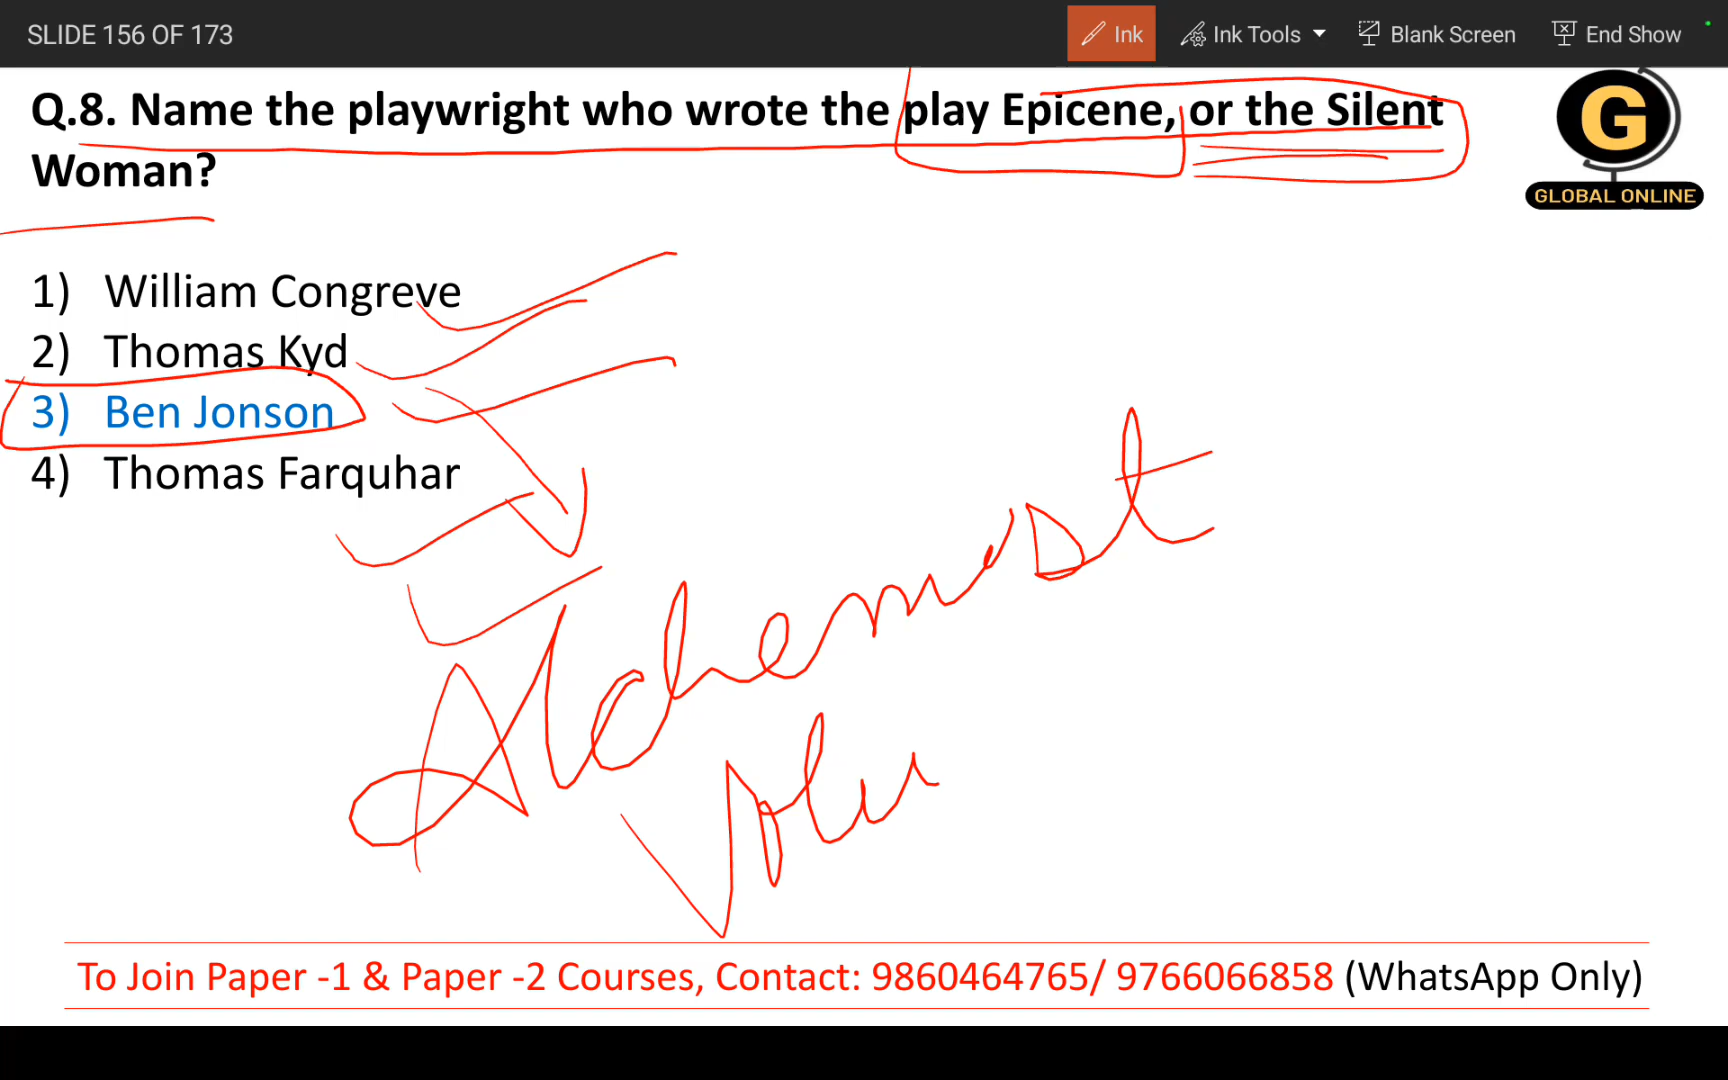 SLIDE 156 OF 173
Ink
Ink Tools
Blank Screen
End Show
Q.8. Name the playwright who wrote the play Epicene, or the Silent
Woman?
G
GLOBAL ONLINE
1) William Congreve
2) Thomas Kyd
3) Ben Jonson
4) Thomas Farquhar
Alchemist
To Join Paper -1 & Paper -2 Courses, Contact: 9860464765/ 9766066858 (WhatsApp Only)